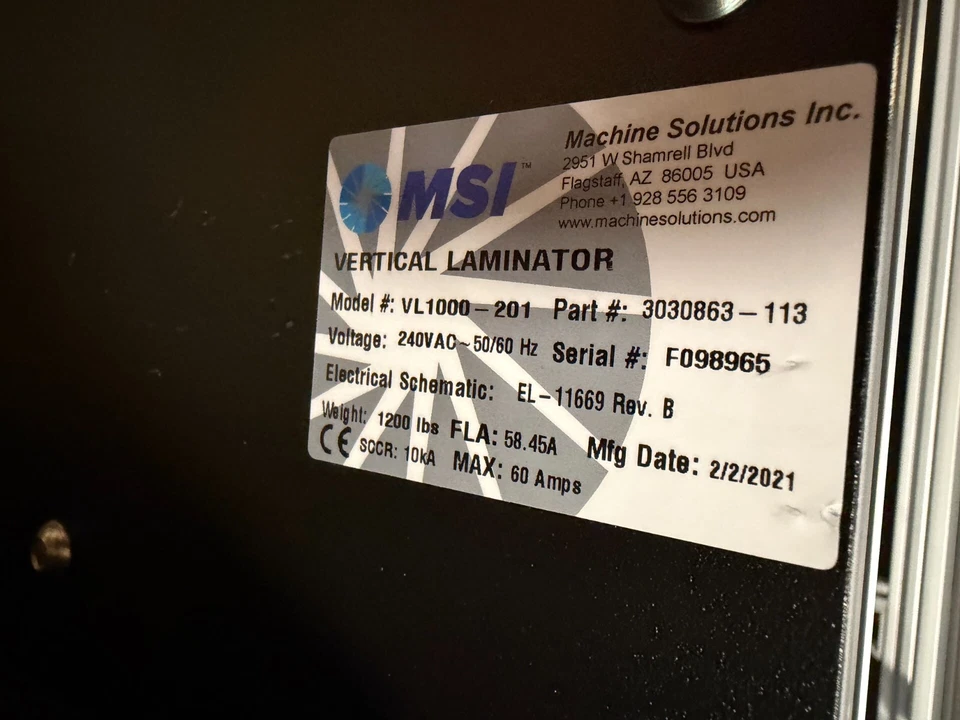 MSI™
Machine Solutions Inc.
2951 W Shamrell Blvd
Flagstaff, AZ 86005 USA
Phone +1 928 556 3109
www.machinesolutions.com
VERTICAL LAMINATOR
Model #: VL1000-201 Part #: 3030863-113
Voltage: 240VAC~50/60 Hz Serial #: F098965
Electrical Schematic: EL-11669 Rev. B
Weight: 1200 lbs FLA: 58.45A Mfg Date: 2/2/2021
CE SCCR: 10kA MAX: 60 Amps